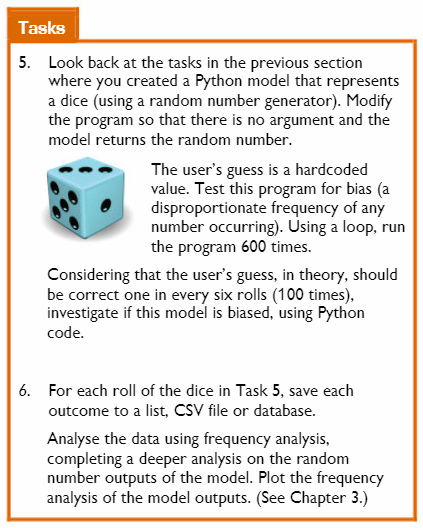 Tasks
5. Look back at the tasks in the previous section
where you created a Python model that represents
a dice (using a random number generator). Modify
the program so that there is no argument and the
model returns the random number.
The user's guess is a hardcoded
value. Test this program for bias (a
disproportionate frequency of any
number occurring). Using a loop, run
the program 600 times.
Considering that the user's guess, in theory, should
be correct one in every six rolls (100 times),
investigate if this model is biased, using Python
code.
6. For each roll of the dice in Task 5, save each
outcome to a list, CSV file or database.
Analyse the data using frequency analysis,
completing a deeper analysis on the random
number outputs of the model. Plot the frequency
analysis of the model outputs. (See Chapter 3.)